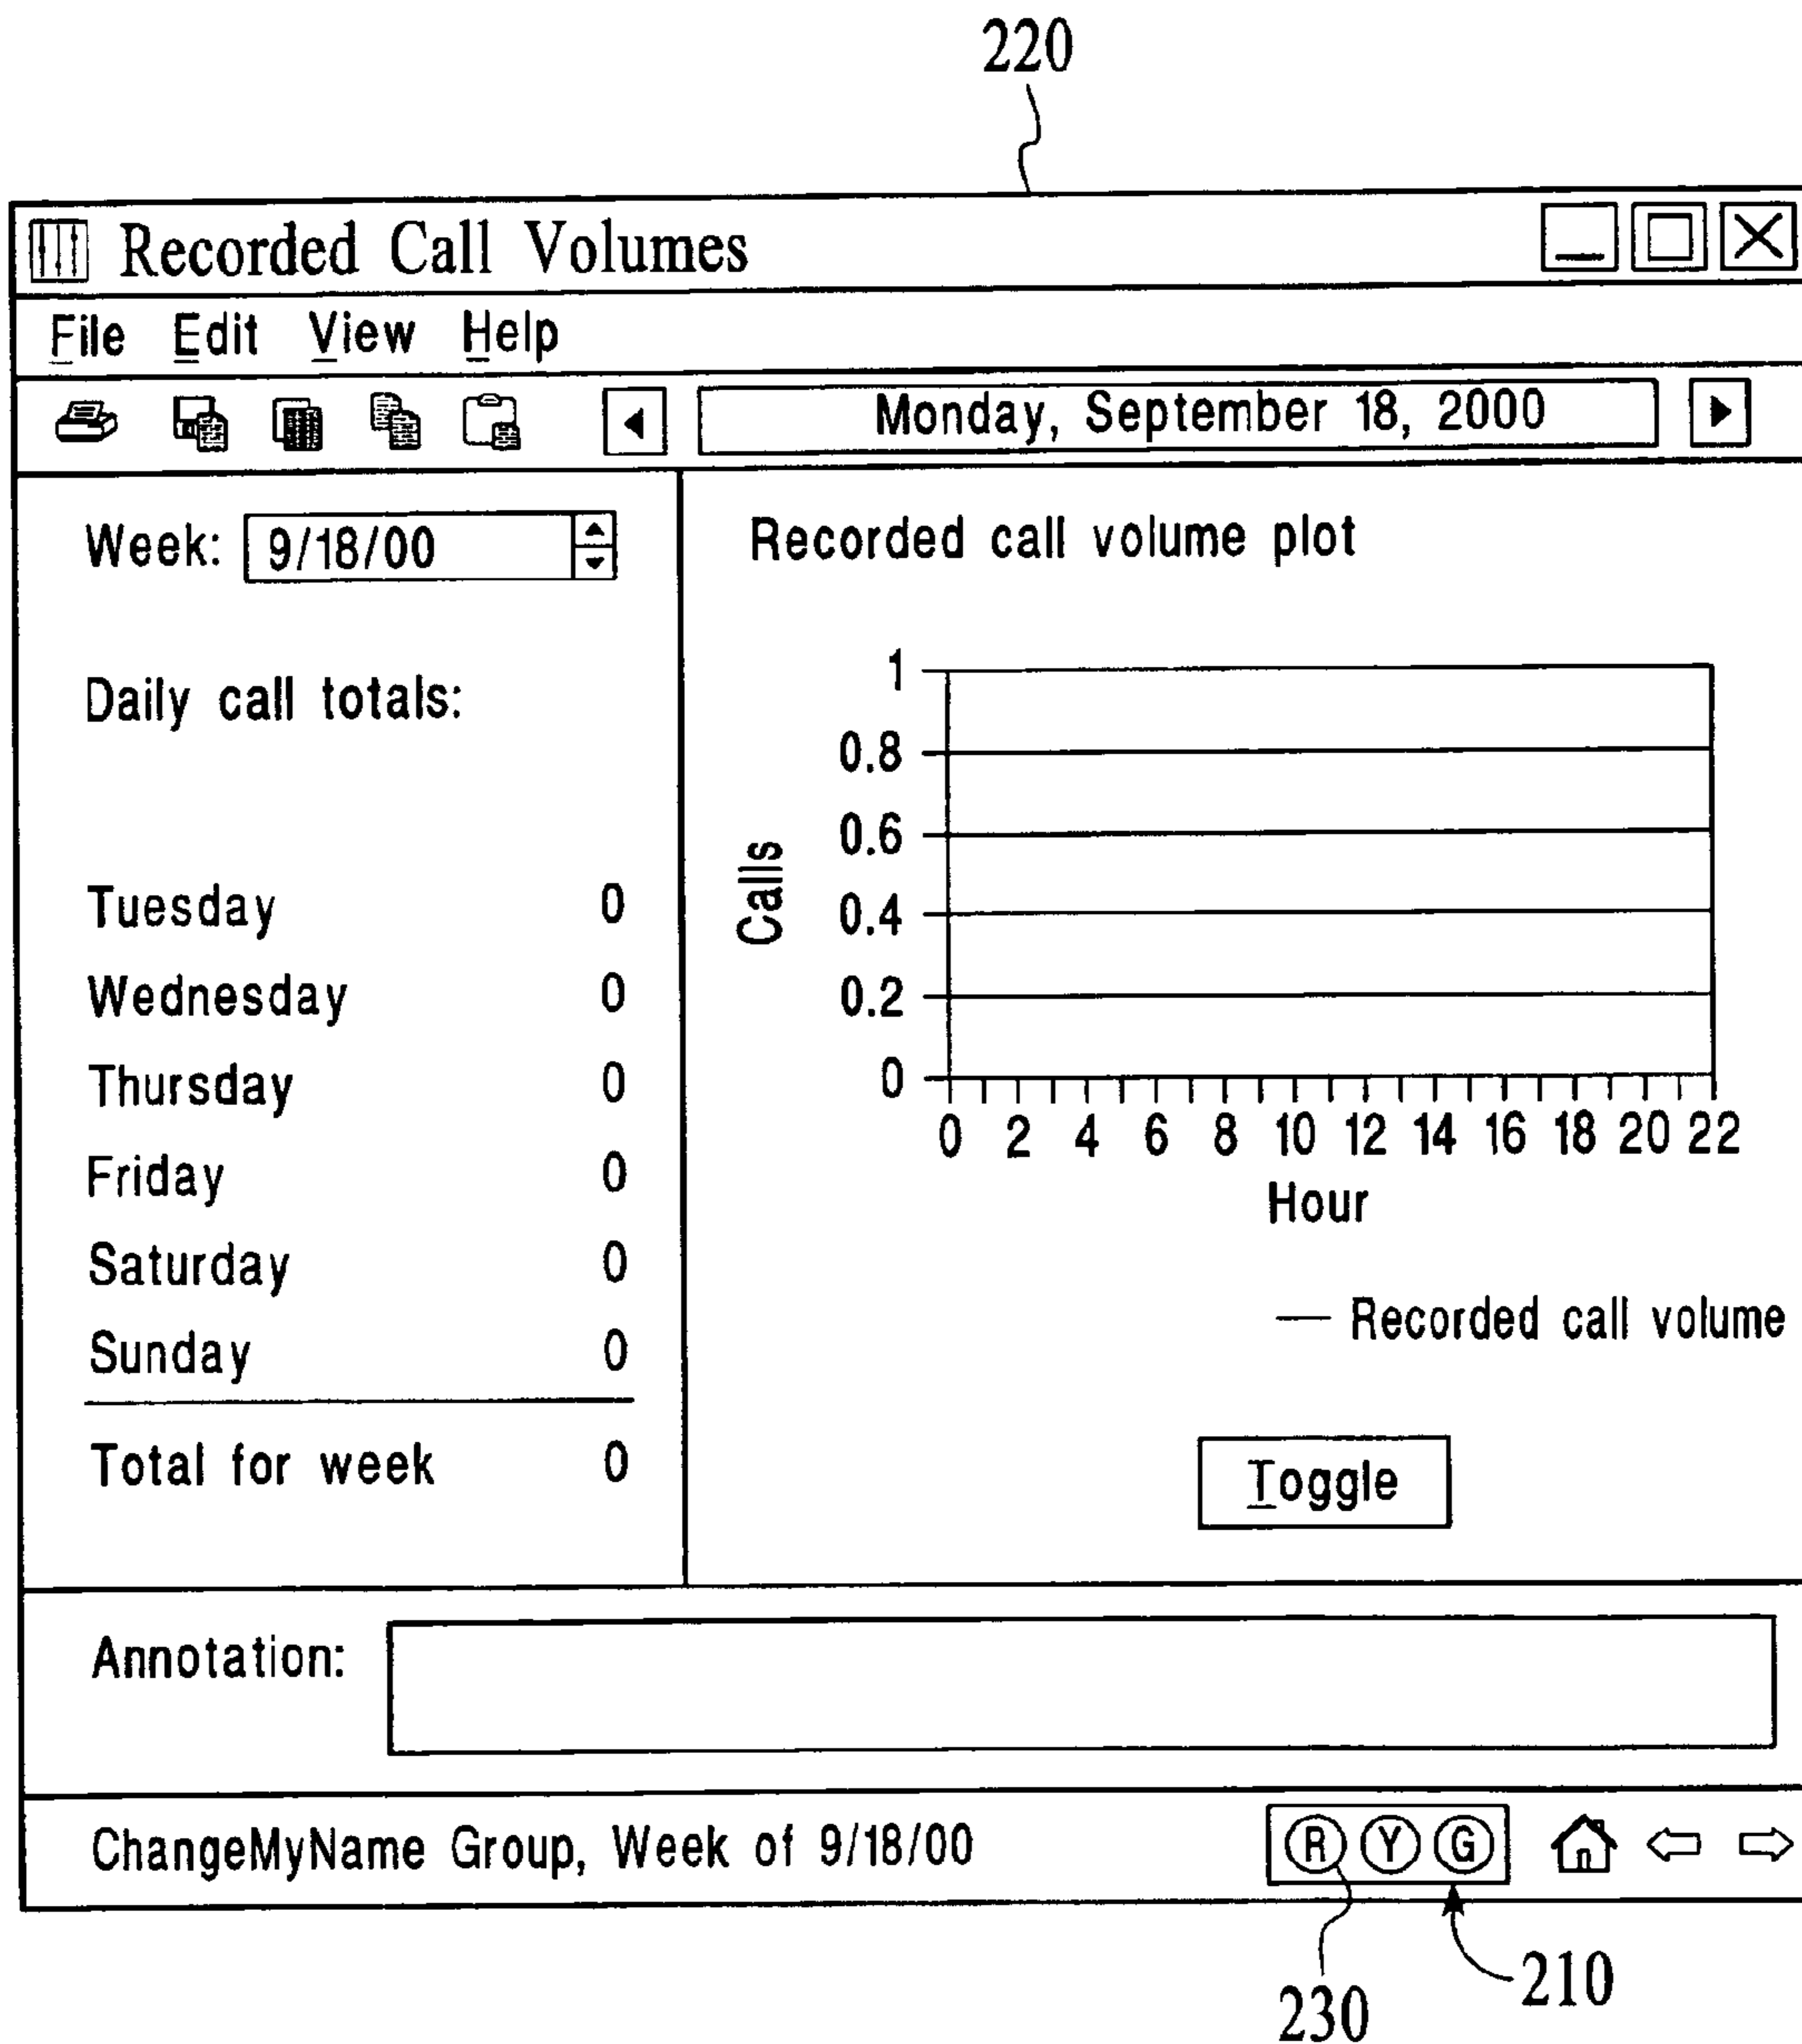 220
Recorded Call Volumes
File Edit View Help
Monday, September 18, 2000
Week: 9/18/00
Daily call totals:
Tuesday 0
Wednesday 0
Thursday 0
Friday 0
Saturday 0
Sunday 0
Total for week 0
Recorded call volume plot
1
0.8
0.6
0.4
0.2
0
Calls
0 2 4 6 8 10 12 14 16 18 20 22
Hour
Recorded call volume
Toggle
Annotation:
ChangeMyName Group, Week of 9/18/00
R Y G
230
210